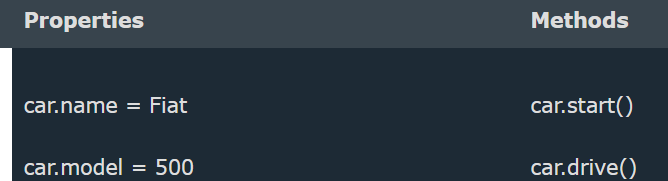 Properties Methods
car.name = Fiat car.start()
car.model = 500 car.drive()